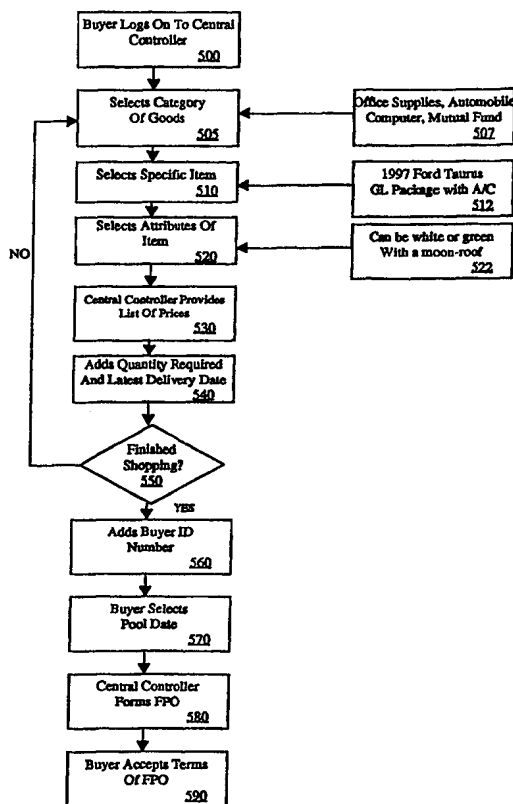 Buyer Logs On To Central
Controller
500
Selects Category
Of Goods
505
Office Supplies, Automobile
Computer, Mutual Fund
507
Selects Specific Item
510
1997 Ford Taurus
GL Package with A/C
512
Selects Attributes Of
Item
520
Can be white or green
With a moon-roof
522
NO
Central Controller Provides
List Of Prices
530
Adds Quantity Required
And Latest Delivery Date
540
Finished
Shopping?
550
YES
Adds Buyer ID
Number
560
Buyer Selects
Pool Date
570
Central Controller
Forms FPO
580
Buyer Accepts Terms
Of FPO
590